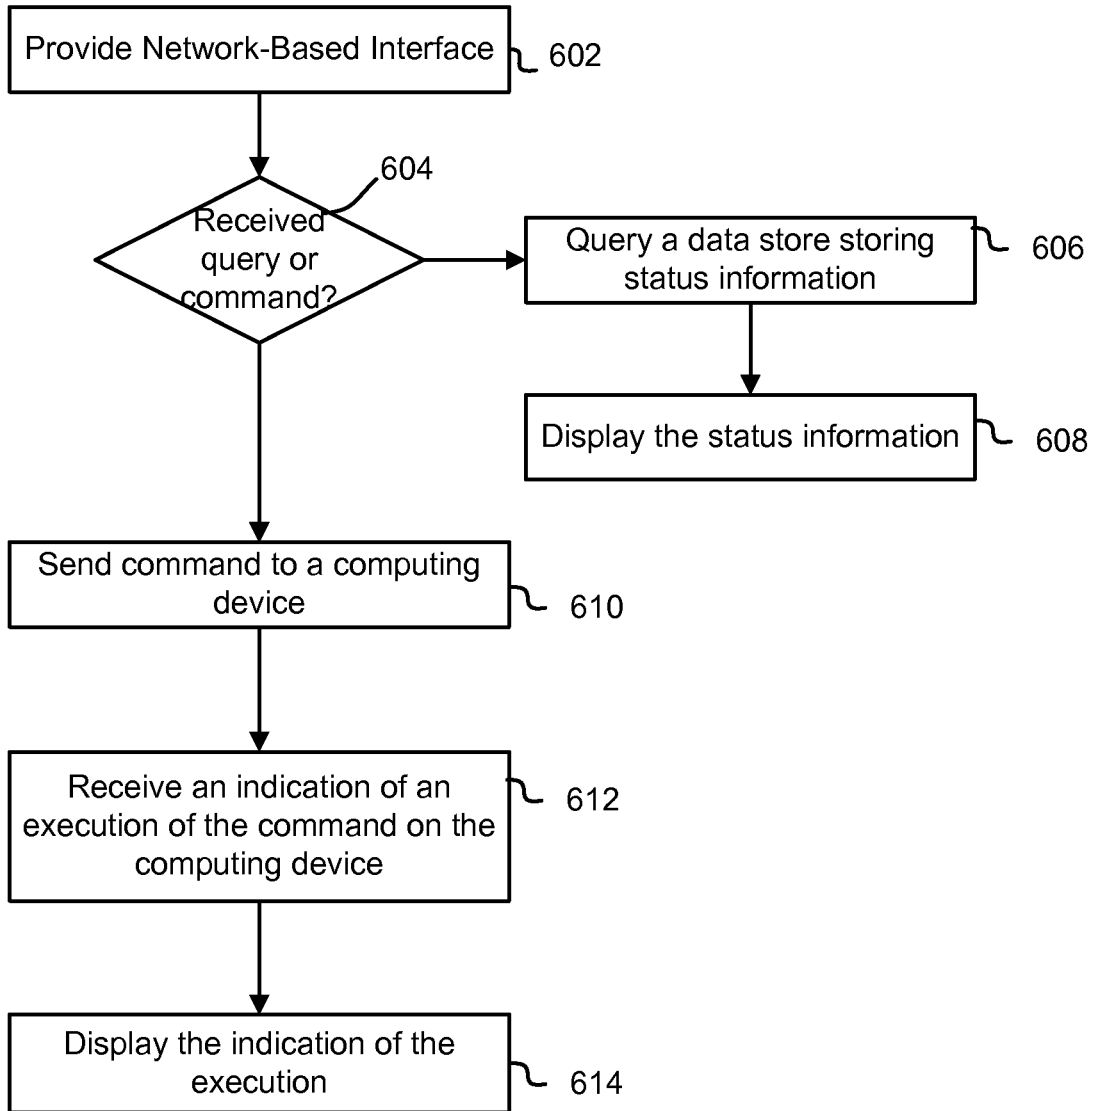 Provide Network-Based Interface
602
604
Received
query or
command?
Query a data store storing
status information
606
Display the status information
608
Send command to a computing
device
610
Receive an indication of an
execution of the command on the
computing device
612
Display the indication of the
execution
614